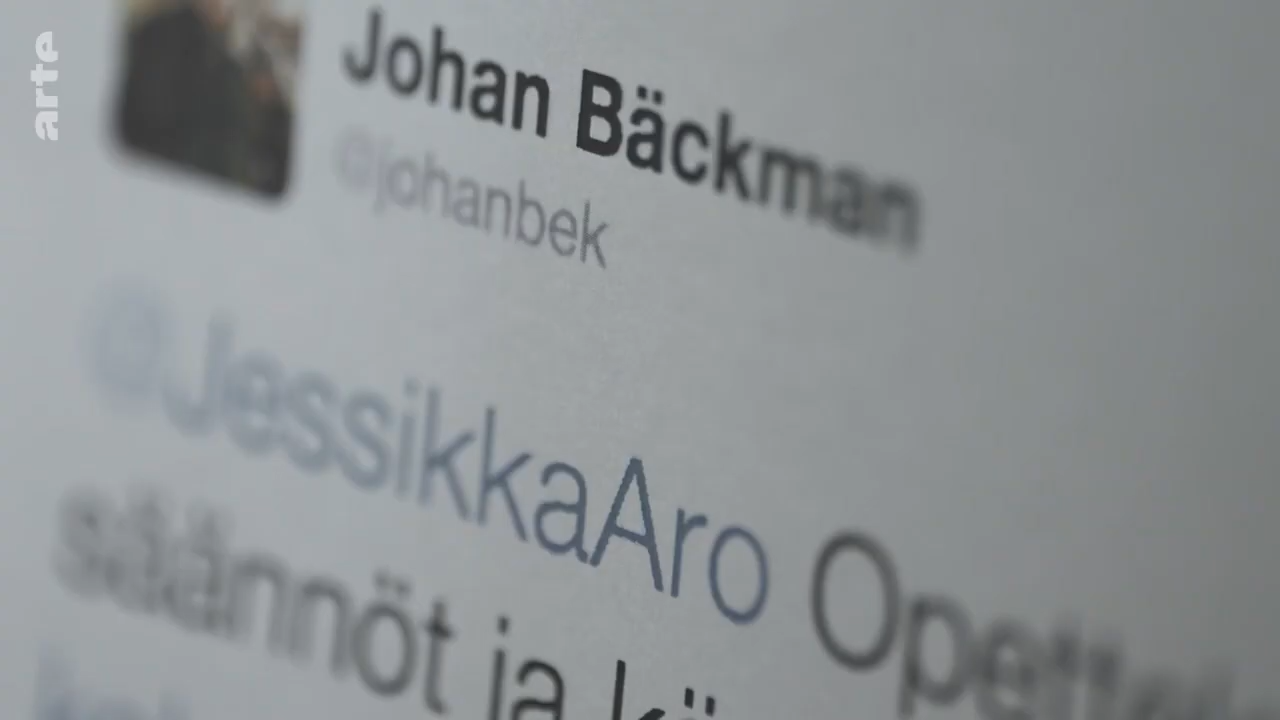 arte
Johan Bäckman
@johanbek
@JessikkaAro
säännöt ja